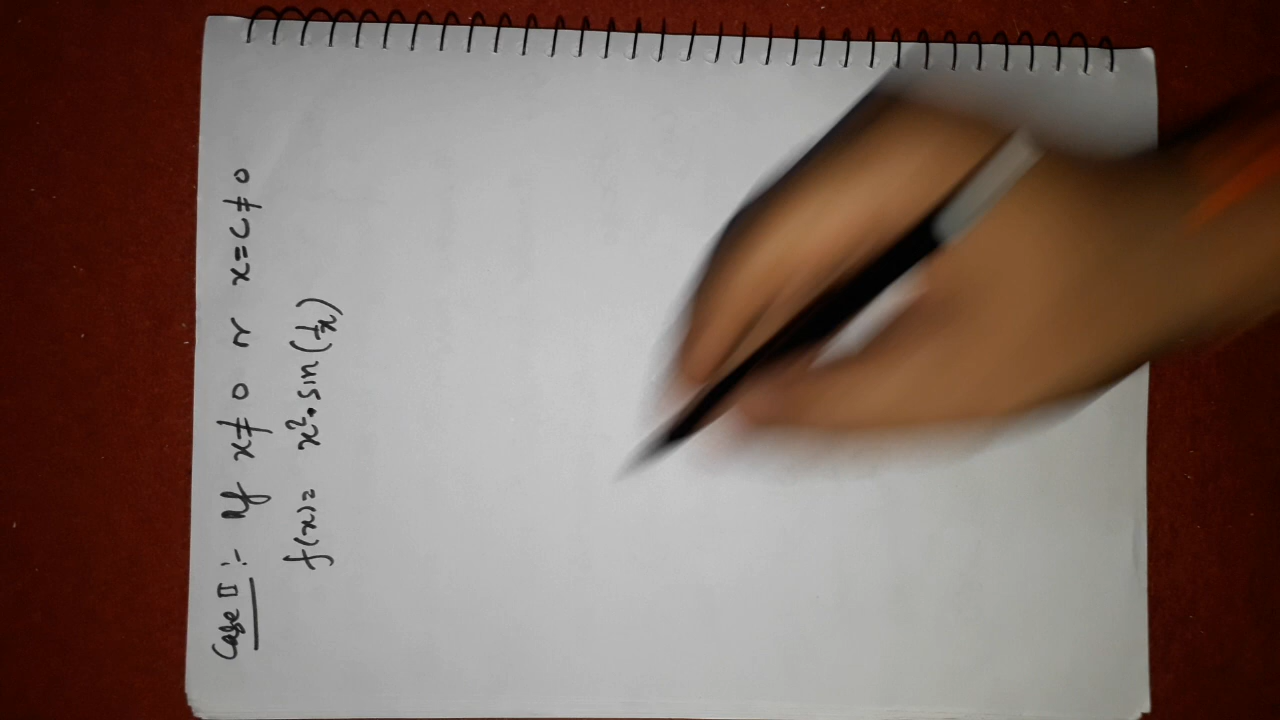 Case II :- If x≠0 or x=c≠0
f(x)= x²·sin(1/x)